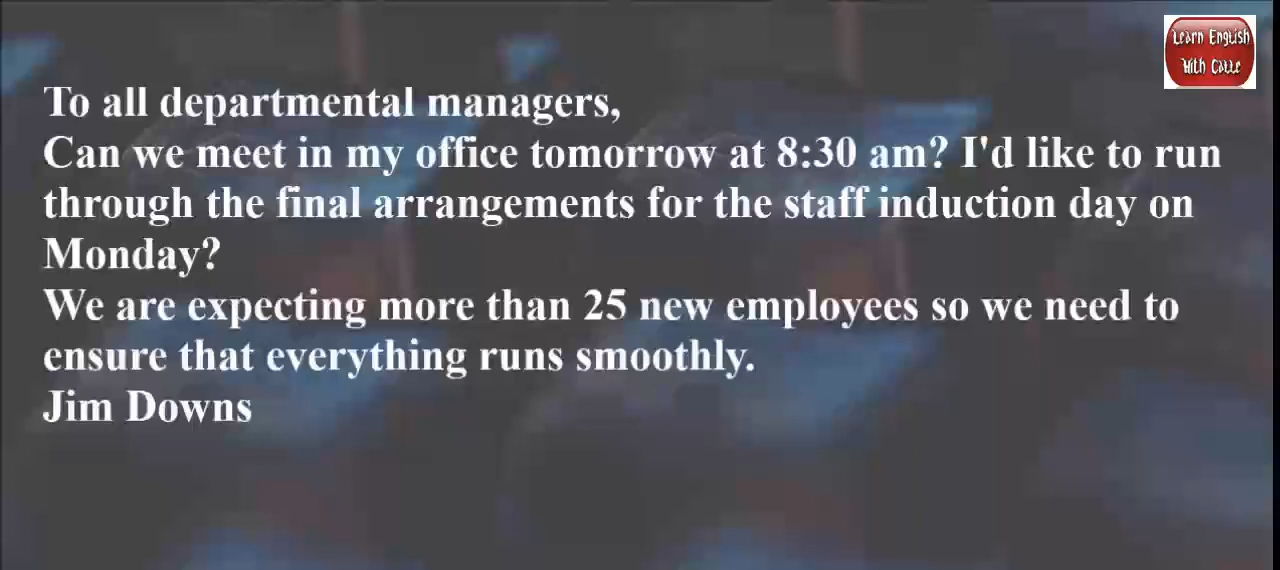 Learn English
With Catte
To all departmental managers,
Can we meet in my office tomorrow at 8:30 am? I'd like to run
through the final arrangements for the staff induction day on
Monday?
We are expecting more than 25 new employees so we need to
ensure that everything runs smoothly.
Jim Downs